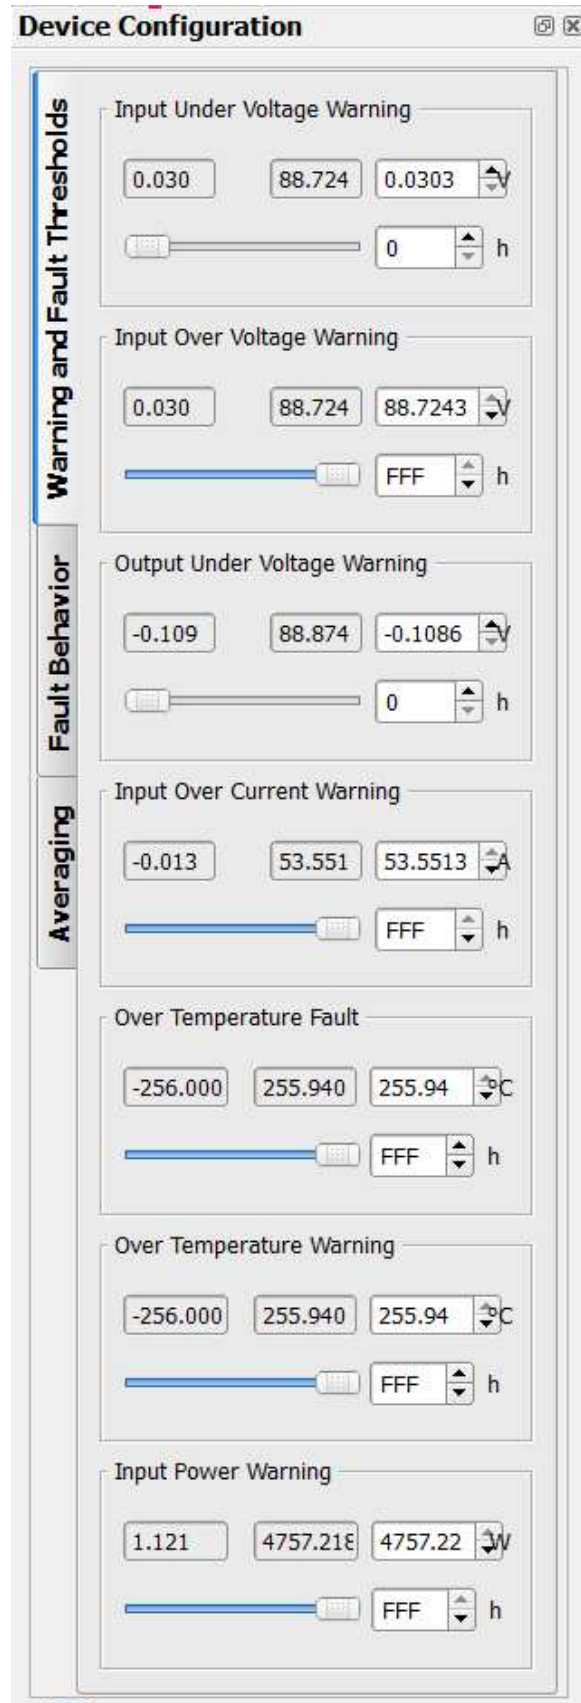 Device Configuration
Warning and Fault Thresholds
Fault Behavior
Averaging
Input Under Voltage Warning
0.030 88.724 0.0303 V
0 h
Input Over Voltage Warning
0.030 88.724 88.7243 V
FFF h
Output Under Voltage Warning
-0.109 88.874 -0.1086 V
0 h
Input Over Current Warning
-0.013 53.551 53.5513 A
FFF h
Over Temperature Fault
-256.000 255.940 255.94 °C
FFF h
Over Temperature Warning
-256.000 255.940 255.94 °C
FFF h
Input Power Warning
1.121 4757.218 4757.22 W
FFF h